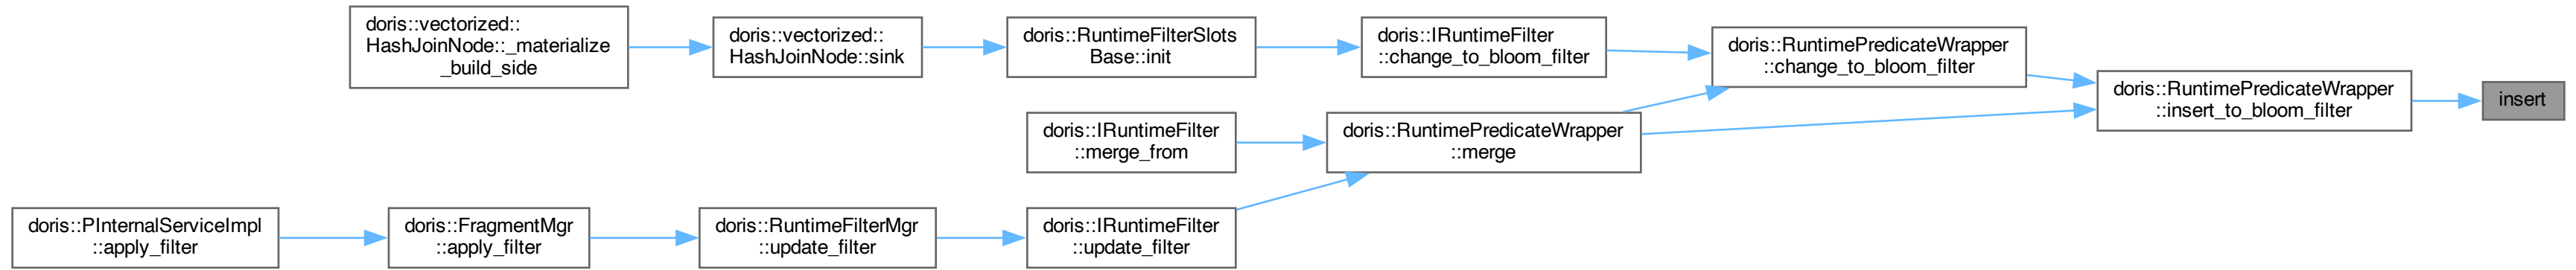 doris::vectorized::
HashJoinNode::_materialize
_build_side
doris::vectorized::
HashJoinNode::sink
doris::RuntimeFilterSlots
Base::init
doris::IRuntimeFilter
::change_to_bloom_filter
doris::RuntimePredicateWrapper
::change_to_bloom_filter
doris::RuntimePredicateWrapper
::insert_to_bloom_filter
insert
doris::IRuntimeFilter
::merge_from
doris::RuntimePredicateWrapper
::merge
doris::PInternalServiceImpl
::apply_filter
doris::FragmentMgr
::apply_filter
doris::RuntimeFilterMgr
::update_filter
doris::IRuntimeFilter
::update_filter